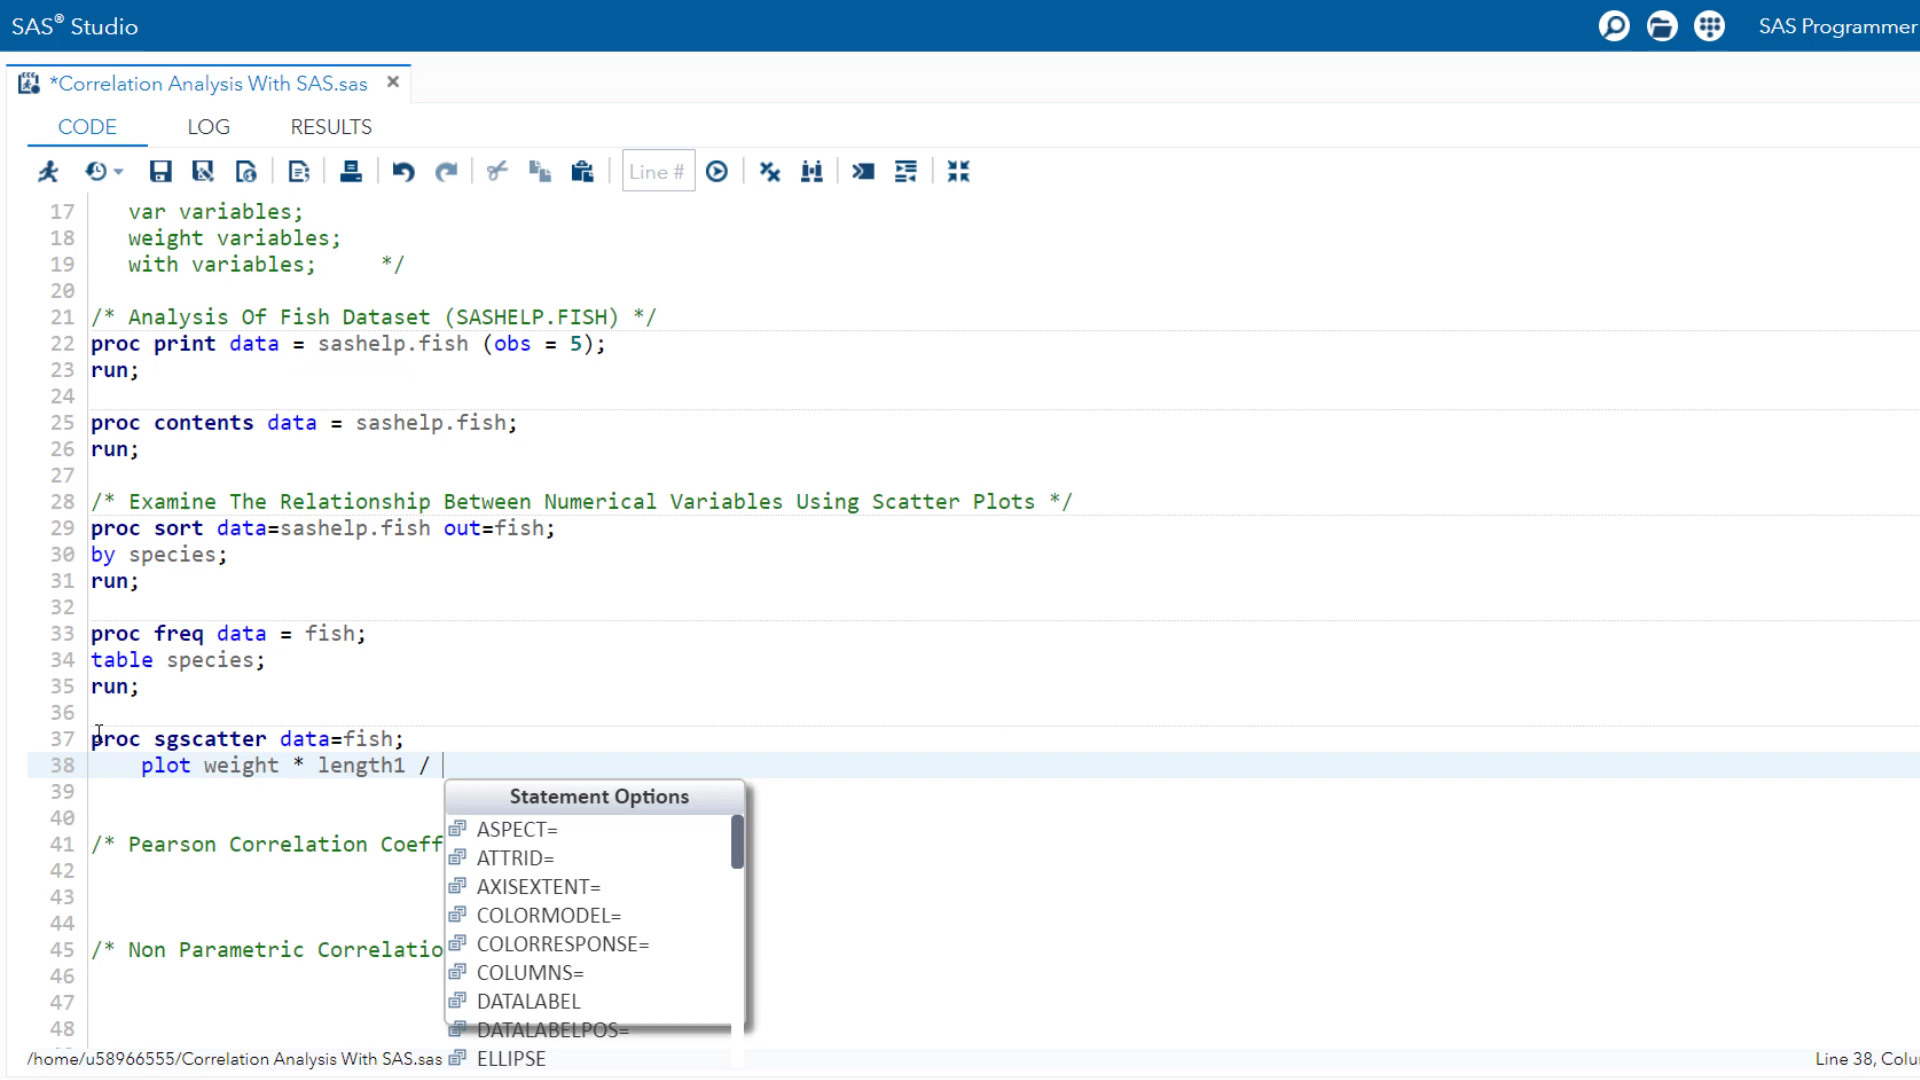 SAS® Studio
SAS Programmer
*Correlation Analysis With SAS.sas
CODE LOG RESULTS
Line #
17 var variables;
18 weight variables;
19 with variables; */
20
21 /* Analysis Of Fish Dataset (SASHELP.FISH) */
22 proc print data = sashelp.fish (obs = 5);
23 run;
24
25 proc contents data = sashelp.fish;
26 run;
27
28 /* Examine The Relationship Between Numerical Variables Using Scatter Plots */
29 proc sort data=sashelp.fish out=fish;
30 by species;
31 run;
32
33 proc freq data = fish;
34 table species;
35 run;
36
37 proc sgscatter data=fish;
38 plot weight * length1 /
39
40
41 /* Pearson Correlation Coeff
42
43
44
45 /* Non Parametric Correlatio
46
47
48
Statement Options
ASPECT=
ATTRID=
AXISEXTENT=
COLORMODEL=
COLORRESPONSE=
COLUMNS=
DATALABEL
DATALABELPOS=
ELLIPSE
/home/u58966555/Correlation Analysis With SAS.sas
Line 38, Colu